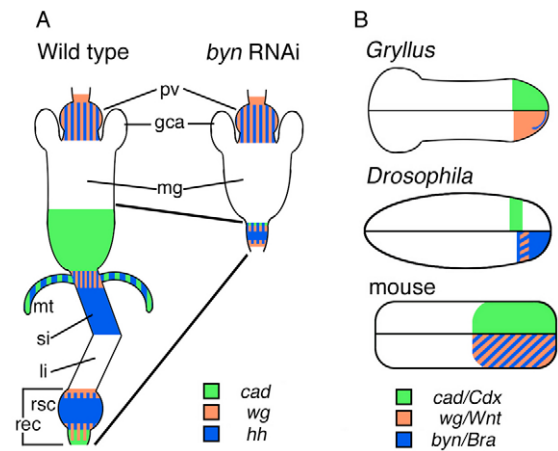 A
Wild type
byn RNAi
pv
gca
mg
mt
si
li
rsc
rec
cad
wg
hh
B
Gryllus
Drosophila
mouse
cad/Cdx
wg/Wnt
byn/Bra